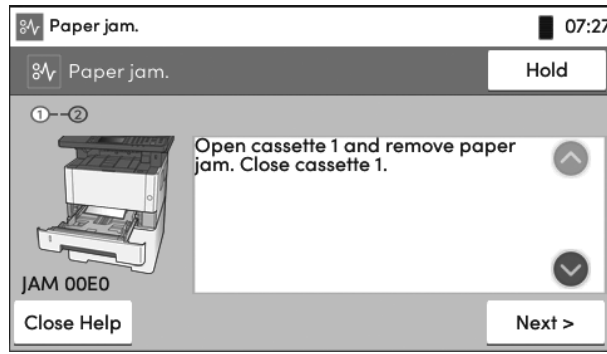 Paper jam.
07:27
Paper jam.
Hold
1--2
Open cassette 1 and remove paper
jam. Close cassette 1.
1
JAM 00E0
Close Help
Next >